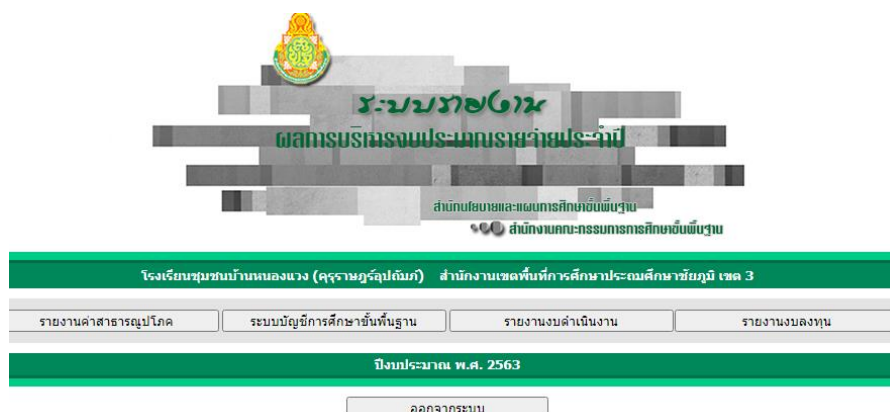 ระบบรายงาน
ผลการบริหารงบประมาณรายจ่ายประจำปี
สำนักนโยบายและแผนการศึกษาขั้นพื้นฐาน
สำนักงานคณะกรรมการการศึกษาขั้นพื้นฐาน
โรงเรียนชุมชนบ้านหนองแวง (คุรุราษฎร์อุปถัมภ์) สำนักงานเขตพื้นที่การศึกษาประถมศึกษาชัยภูมิ เขต 3
รายงานค่าสาธารณูปโภค ระบบบัญชีการศึกษาขั้นพื้นฐาน รายงานงบดำเนินงาน รายงานงบลงทุน
ปีงบประมาณ พ.ศ. 2563
ออกจากระบบ